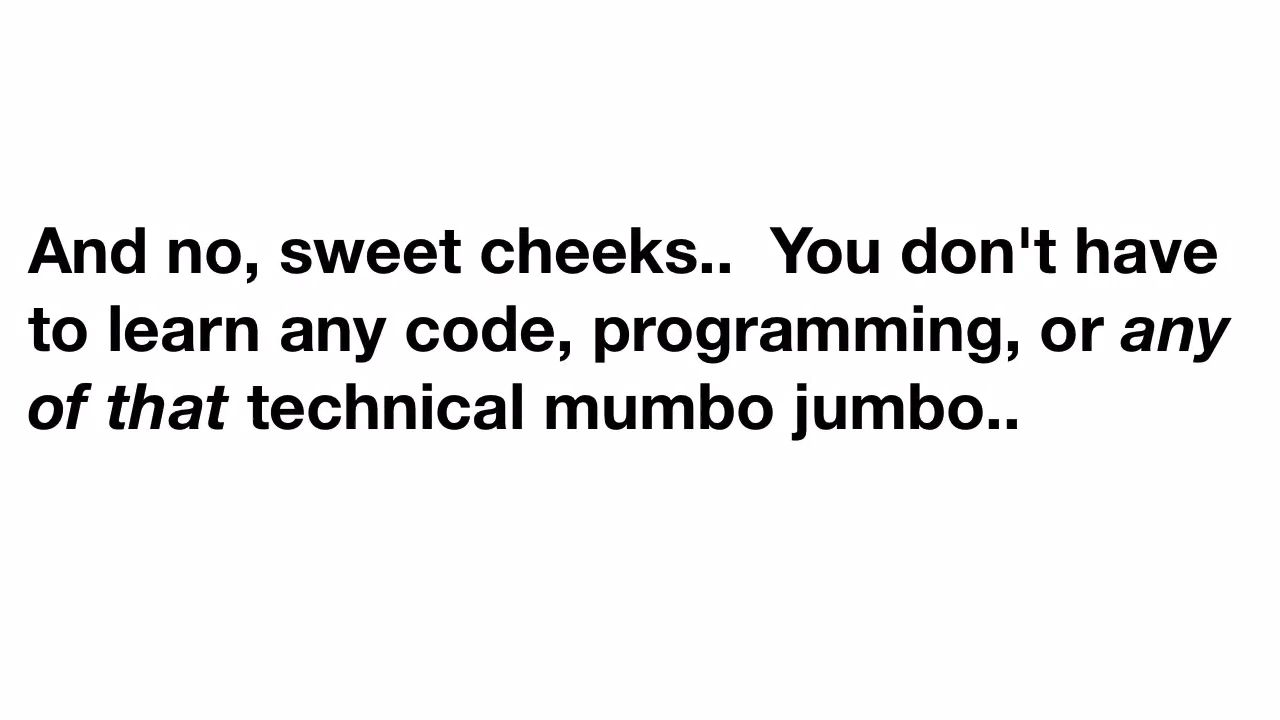 And no, sweet cheeks..  You don't have
to learn any code, programming, or any
of that technical mumbo jumbo..